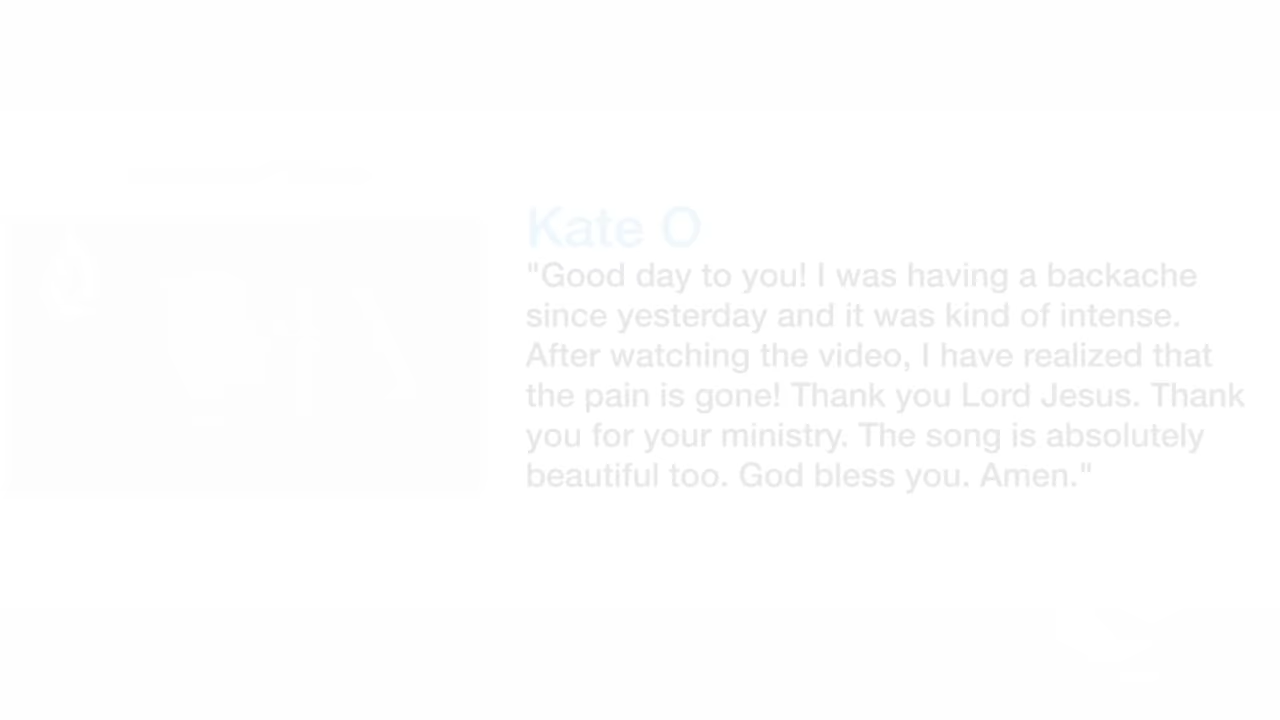 Kate O
"Good day to you! I was having a backache
since yesterday and it was kind of intense.
After watching the video, I have realized that
the pain is gone! Thank you Lord Jesus. Thank
you for your ministry. The song is absolutely
beautiful too. God bless you. Amen."